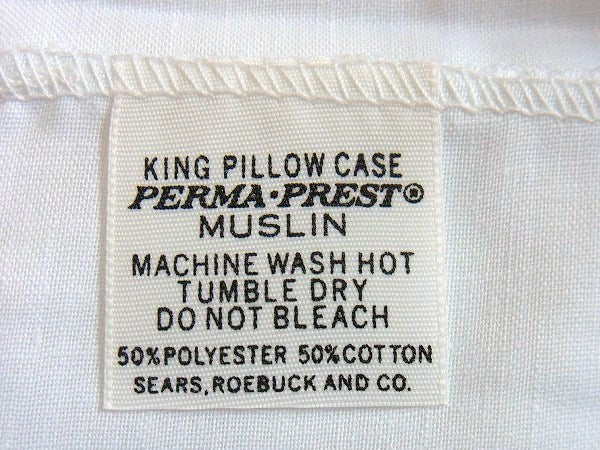 KING PILLOW CASE
PERMA·PREST®
MUSLIN
MACHINE WASH HOT
TUMBLE DRY
DO NOT BLEACH
50%POLYESTER 50%COTTON
SEARS, ROEBUCK AND CO.